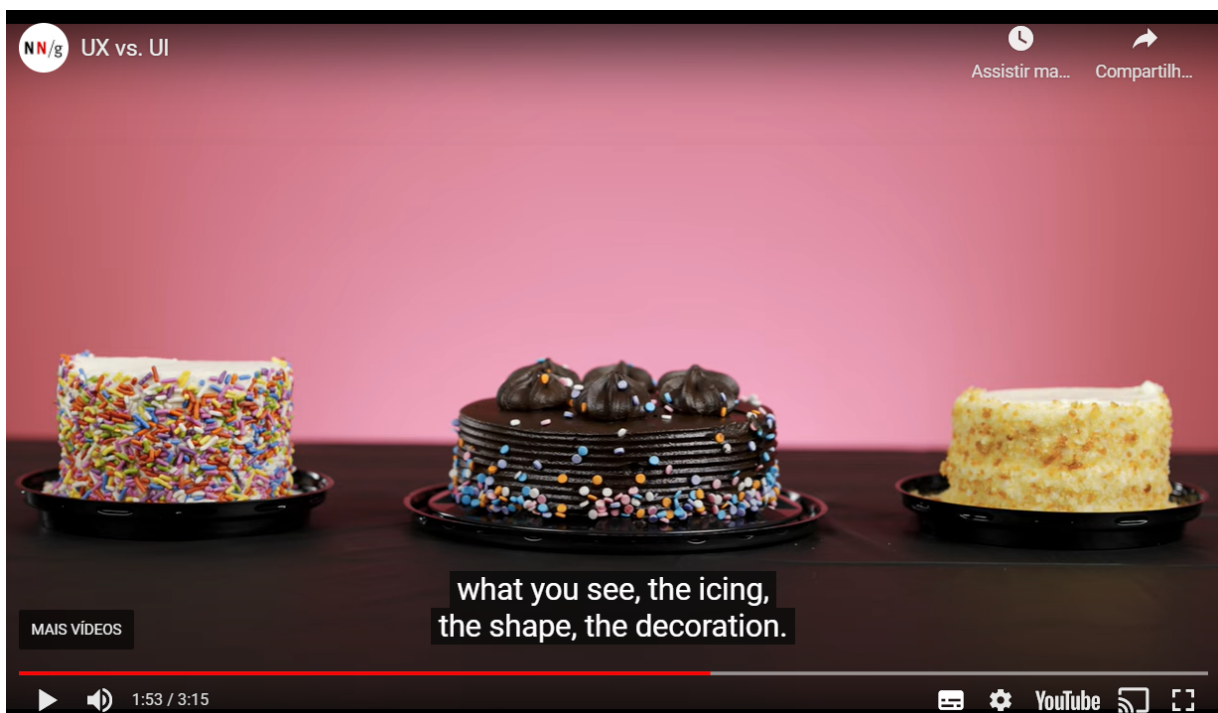 NN/g UX vs. UI
Assistir ma... Compartilh...
what you see, the icing,
the shape, the decoration.
MAIS VÍDEOS
1:53 / 3:15
YouTube